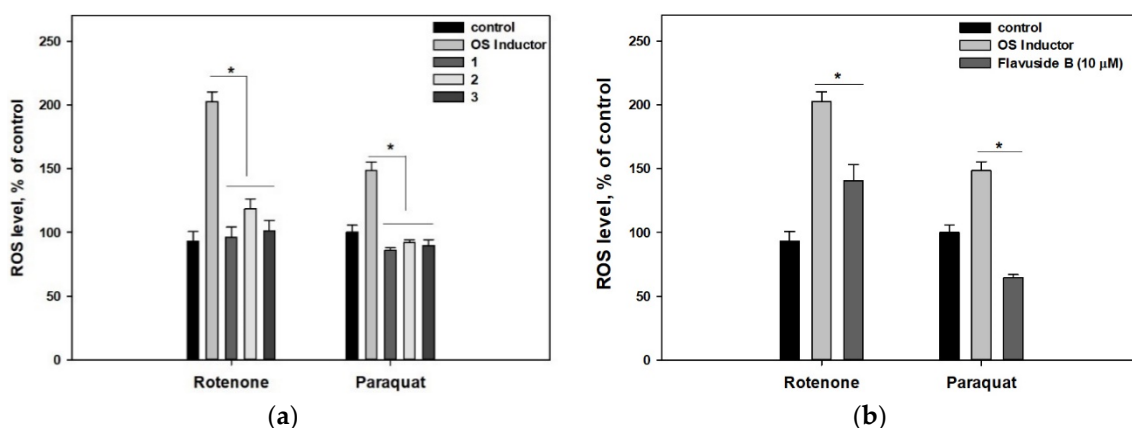 control
OS Inductor
1
2
3
250
200
150
100
50
0
ROS level, % of control
*
*
Rotenone
Paraquat
(a)
control
OS Inductor
Flavuside B (10 μM)
250
200
150
100
50
0
ROS level, % of control
*
*
Rotenone
Paraquat
(b)